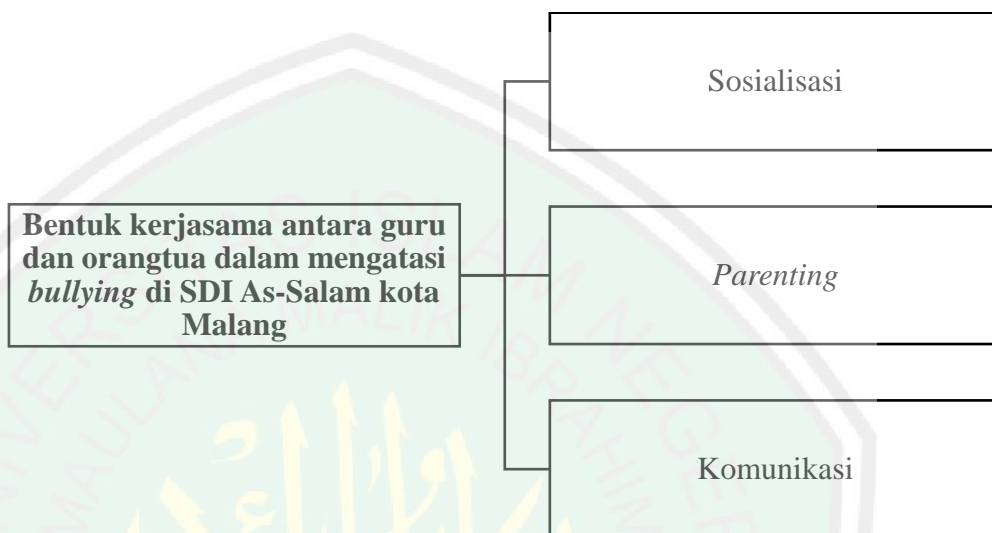 Sosialisasi
Bentuk kerjasama antara guru
dan orangtua dalam mengatasi
bullying di SDI As-Salam kota
Malang
Parenting
Komunikasi